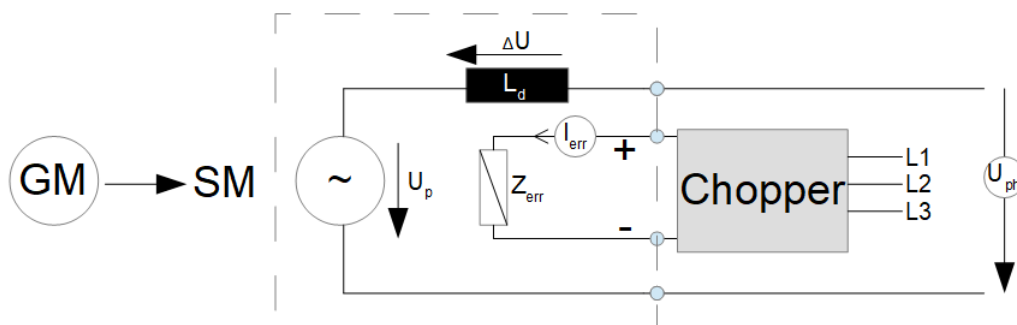 ΔU
L_d
I_err
+
GM
SM
~
U_p
Z_err
Chopper
L1
L2
L3
U_ph
-